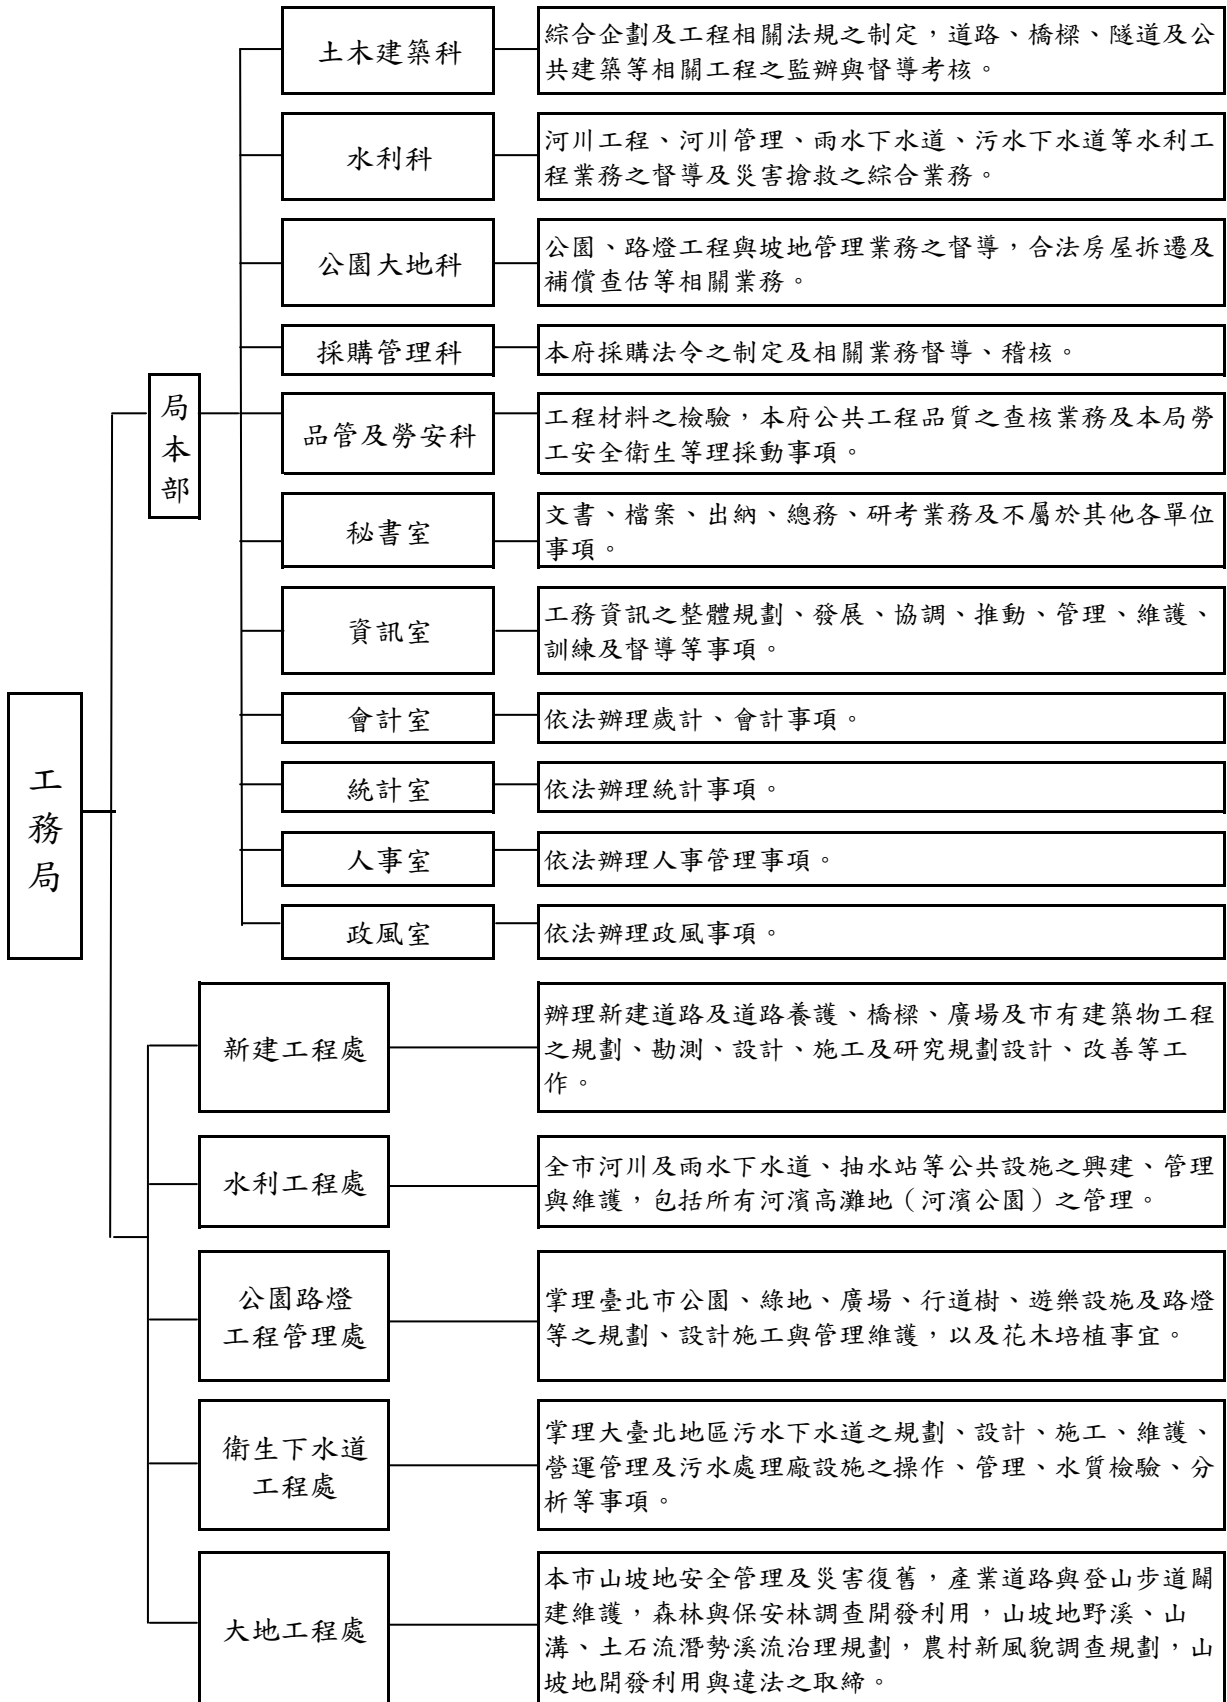 工務局
局本部
土木建築科
綜合企劃及工程相關法規之制定，道路、橋樑、隧道及公
共建築等相關工程之監辦與督導考核。
水利科
河川工程、河川管理、雨水下水道、污水下水道等水利工
程業務之督導及災害搶救之綜合業務。
公園大地科
公園、路燈工程與坡地管理業務之督導，合法房屋拆遷及
補償查估等相關業務。
採購管理科
本府採購法令之制定及相關業務督導、稽核。
品管及勞安科
工程材料之檢驗，本府公共工程品質之查核業務及本局勞
工安全衛生等理採動事項。
秘書室
文書、檔案、出納、總務、研考業務及不屬於其他各單位
事項。
資訊室
工務資訊之整體規劃、發展、協調、推動、管理、維護、
訓練及督導等事項。
會計室
依法辦理歲計、會計事項。
統計室
依法辦理統計事項。
人事室
依法辦理人事管理事項。
政風室
依法辦理政風事項。
新建工程處
辦理新建道路及道路養護、橋樑、廣場及市有建築物工程
之規劃、勘測、設計、施工及研究規劃設計、改善等工
作。
水利工程處
全市河川及雨水下水道、抽水站等公共設施之興建、管理
與維護，包括所有河濱高灘地（河濱公園）之管理。
公園路燈
工程管理處
掌理臺北市公園、綠地、廣場、行道樹、遊樂設施及路燈
等之規劃、設計施工與管理維護，以及花木培植事宜。
衛生下水道
工程處
掌理大臺北地區污水下水道之規劃、設計、施工、維護、
營運管理及污水處理廠設施之操作、管理、水質檢驗、分
析等事項。
大地工程處
本市山坡地安全管理及災害復舊，產業道路與登山步道闢
建維護，森林與保安林調查開發利用，山坡地野溪、山
溝、土石流潛勢溪流治理規劃，農村新風貌調查規劃，山
坡地開發利用與違法之取締。